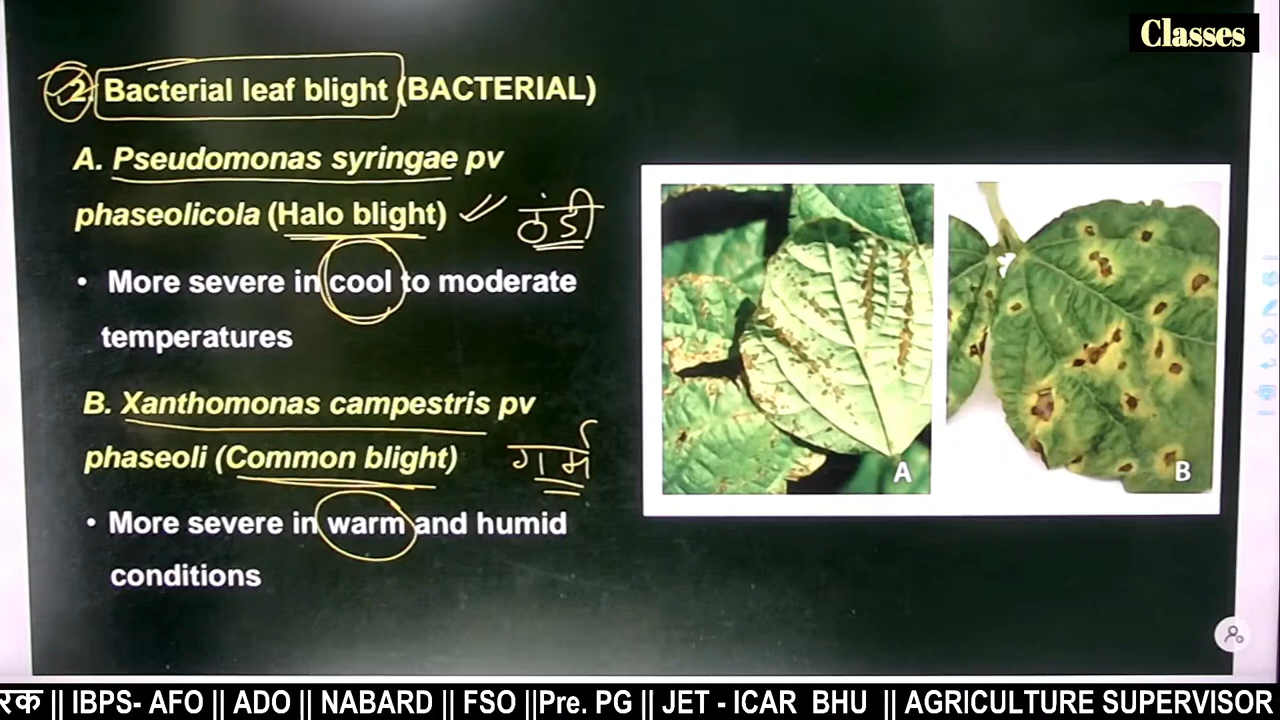 Classes
2. Bacterial leaf blight (BACTERIAL)
A. Pseudomonas syringae pv
phaseolicola (Halo blight) ठंडी
• More severe in cool to moderate
temperatures
B. Xanthomonas campestris pv
phaseoli (Common blight) गर्म
• More severe in warm and humid
conditions
A
B
रक || IBPS- AFO || ADO || NABARD || FSO ||Pre. PG || JET - ICAR BHU || AGRICULTURE SUPERVISOR